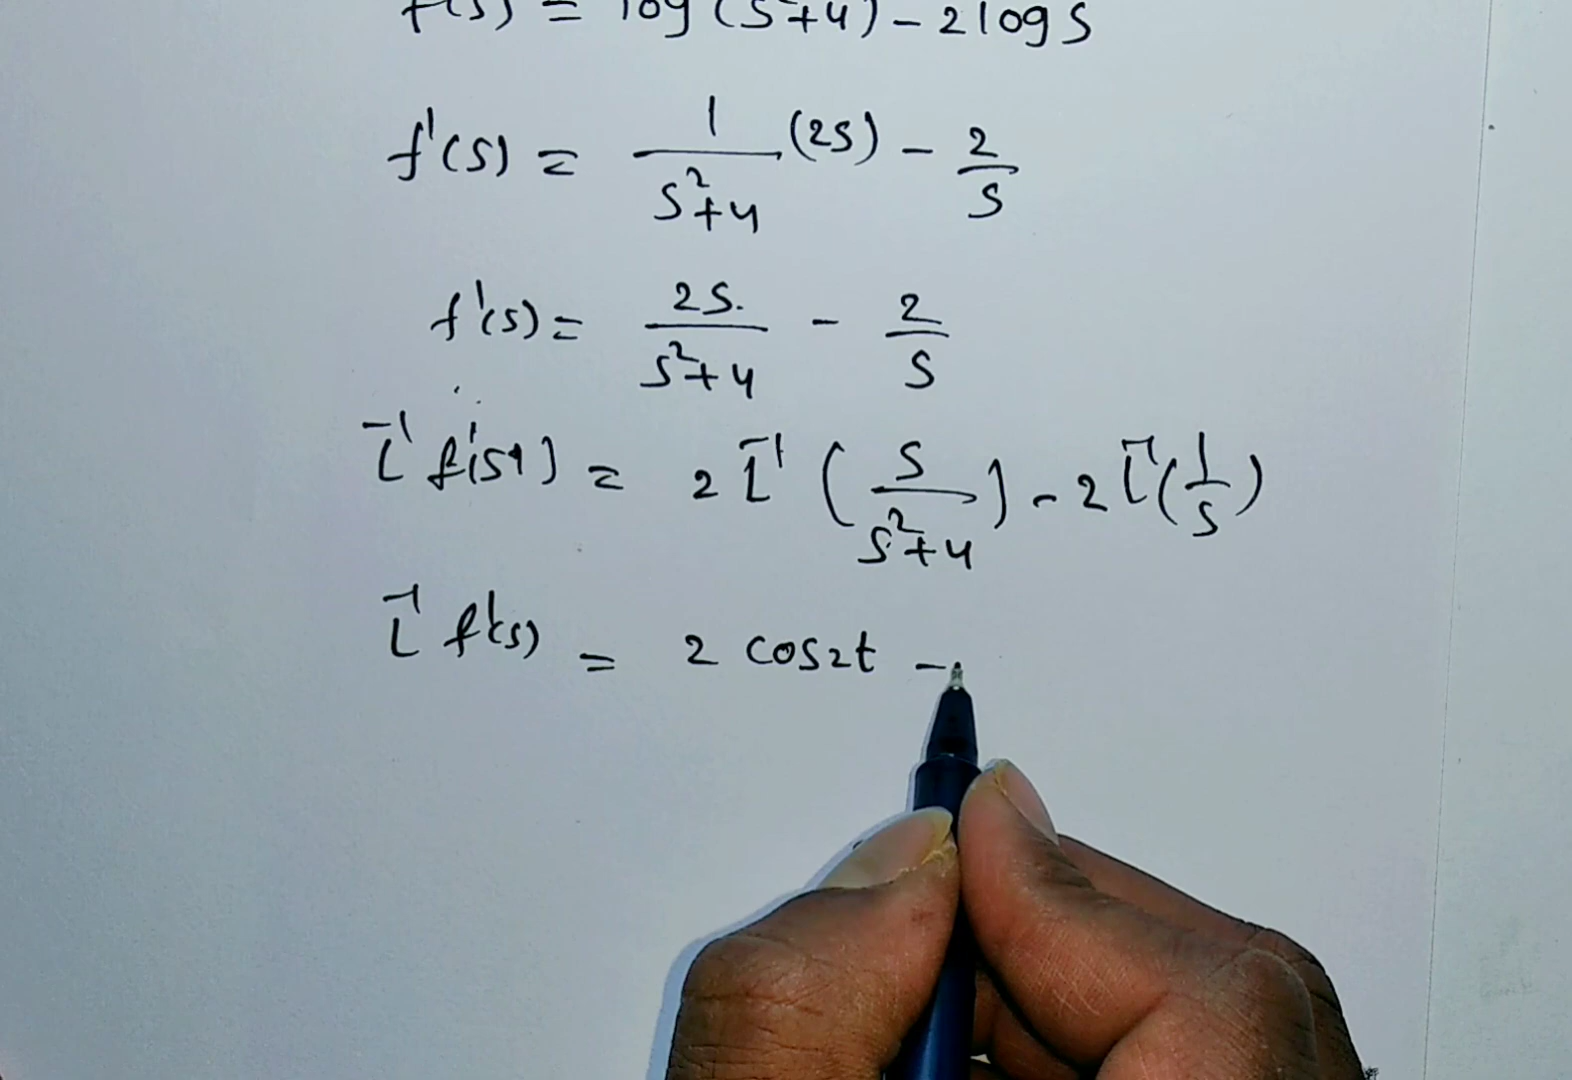 f(s) = log (s²+4) - 2 log s
f'(s) = 1/(s²+4) (2s) - 2/s
f'(s) = 2s./(s²+4) - 2/s
L⁻¹ f'(s) = 2 L⁻¹ (s/(s²+4)) - 2 L⁻¹ (1/s)
L⁻¹ f'(s) = 2 cos2t -